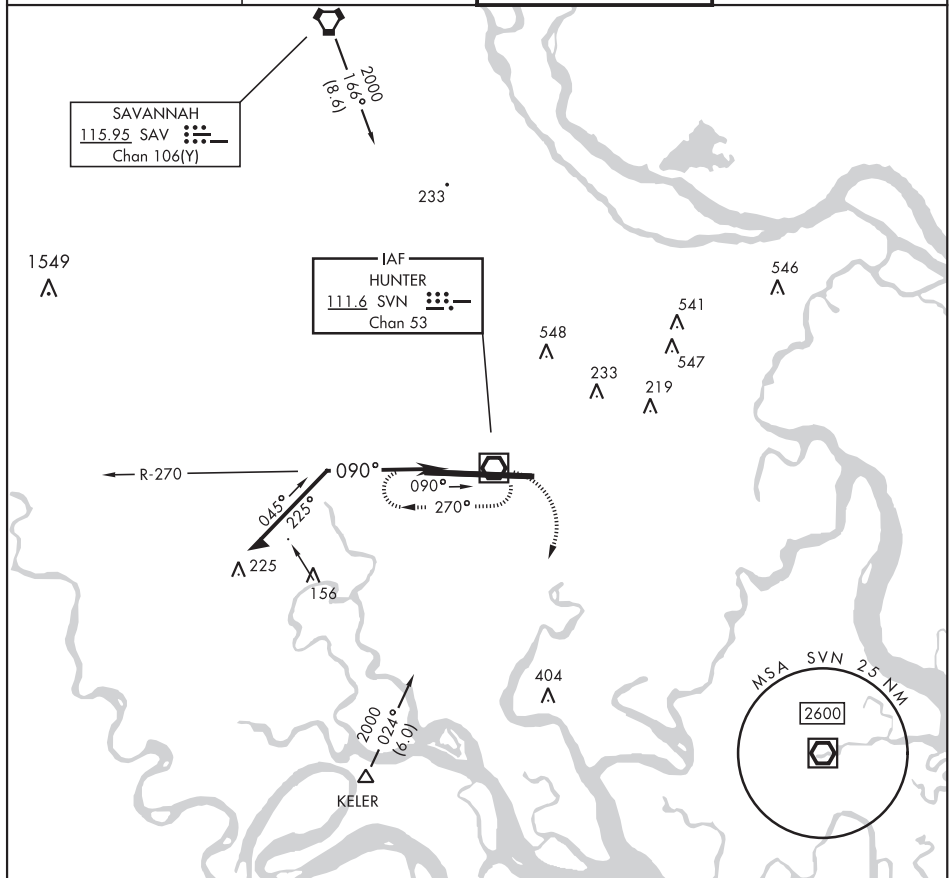 2000
166°
(8.6)
SAVANNAH
115.95 SAV
Chan 106(Y)
233
1549
IAF
HUNTER
111.6 SVN
Chan 53
546
541
548
547
233
219
R-270
090°
090°
270°
045°
225°
225
156
404
2000
024°
(6.0)
KELER
MSA SVN 25 NM
2600